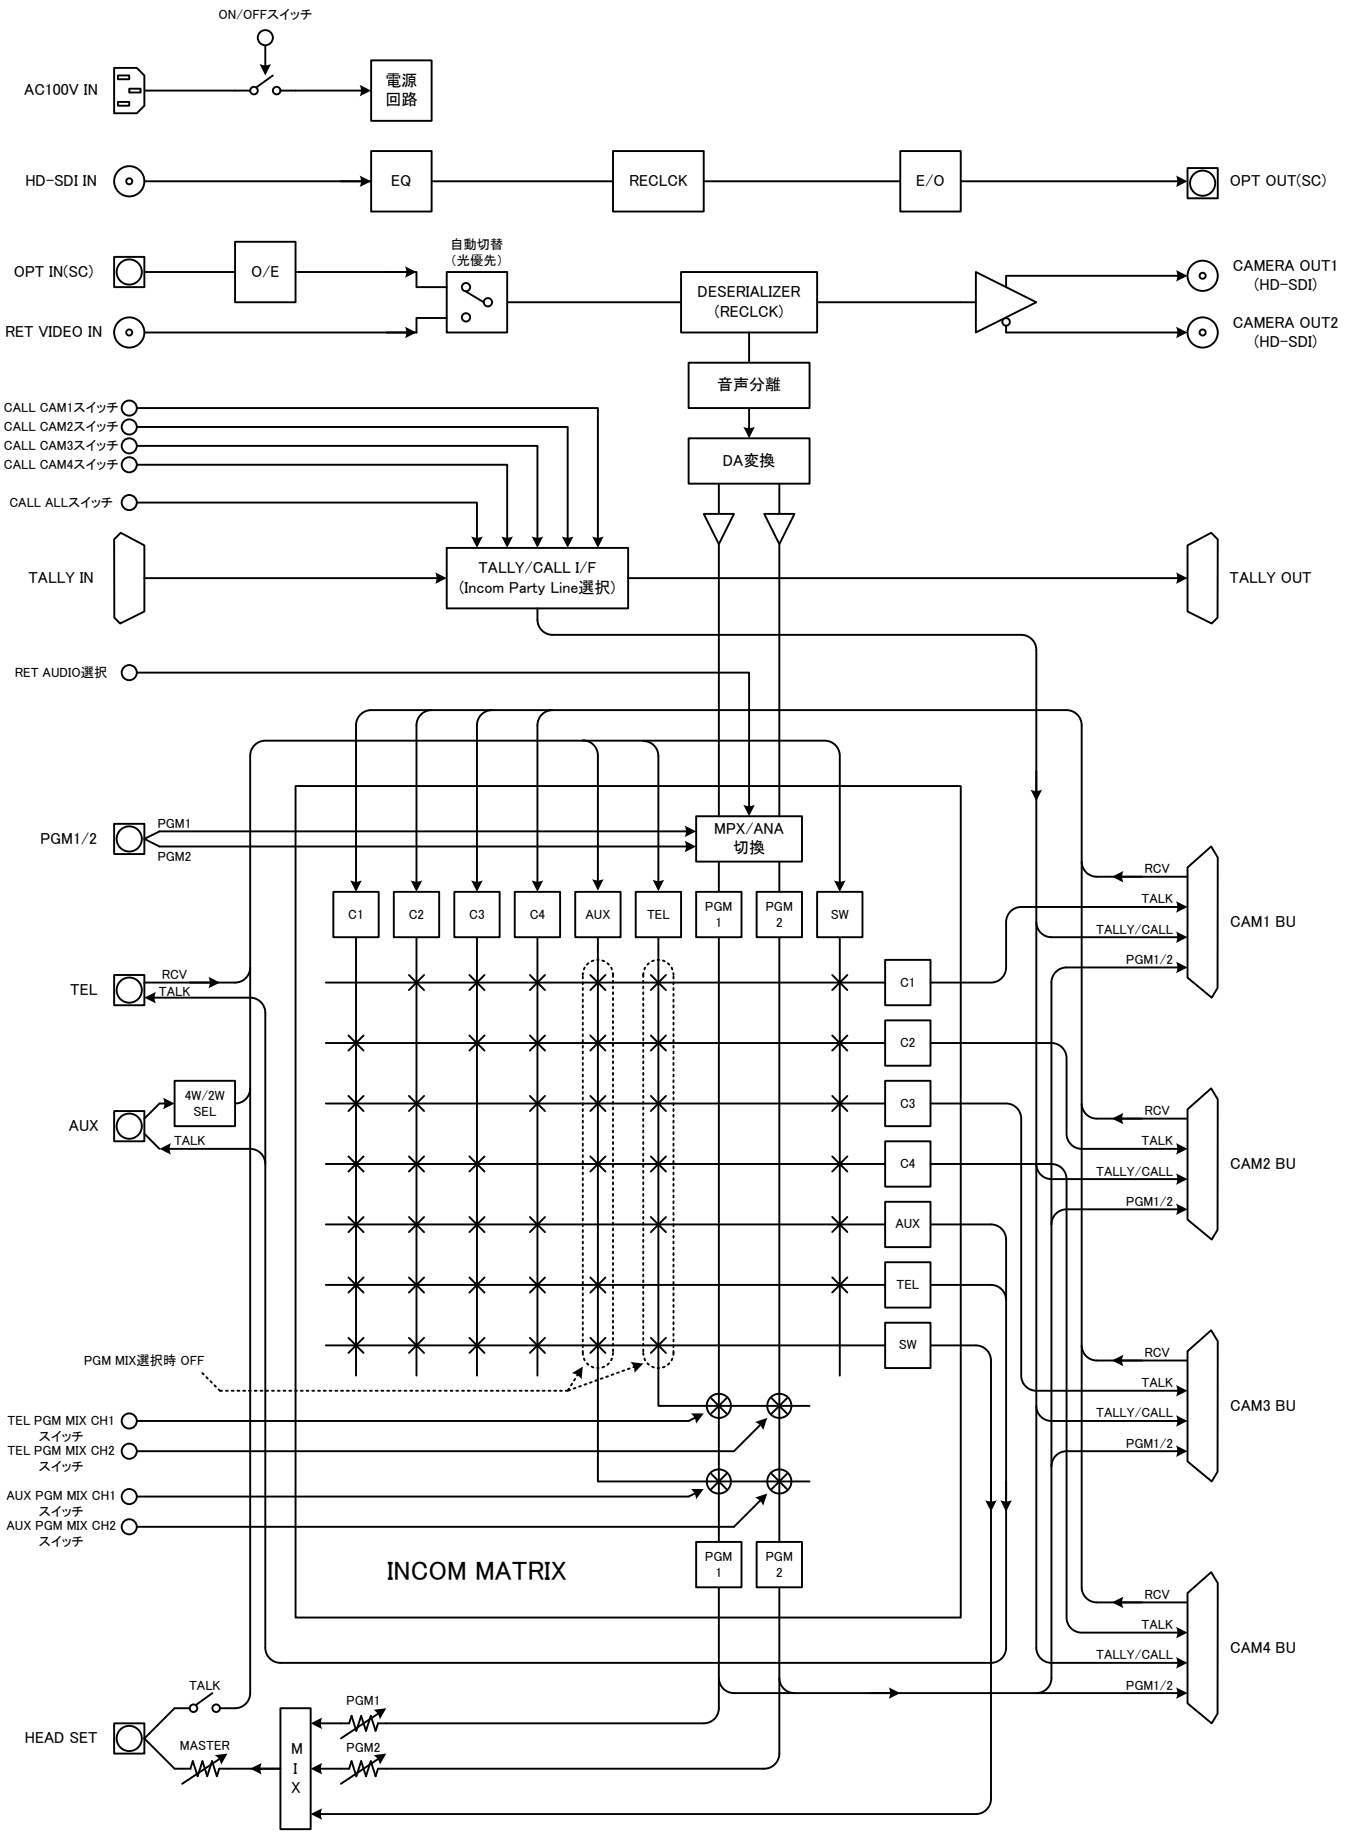 ON/OFFスイッチ
AC100V IN
電源
回路
HD-SDI IN
EQ
RECLCK
E/O
OPT OUT(SC)
OPT IN(SC)
O/E
自動切替
(光優先)
RET VIDEO IN
DESERIALIZER
(RECLCK)
CAMERA OUT1
(HD-SDI)
CAMERA OUT2
(HD-SDI)
音声分離
DA変換
CALL CAM1スイッチ
CALL CAM2スイッチ
CALL CAM3スイッチ
CALL CAM4スイッチ
CALL ALLスイッチ
TALLY IN
TALLY/CALL I/F
(Incom Party Line選択)
TALLY OUT
RET AUDIO選択
PGM1/2
PGM1
PGM2
MPX/ANA
切換
C1
C2
C3
C4
AUX
TEL
PGM
1
PGM
2
SW
RCV
TALK
TALLY/CALL
PGM1/2
CAM1 BU
TEL
RCV
TALK
C1
C2
C3
C4
AUX
TEL
SW
AUX
4W/2W
SEL
TALK
RCV
TALK
TALLY/CALL
PGM1/2
CAM2 BU
PGM MIX選択時 OFF
RCV
TALK
TALLY/CALL
PGM1/2
CAM3 BU
TEL PGM MIX CH1
スイッチ
TEL PGM MIX CH2
スイッチ
AUX PGM MIX CH1
スイッチ
AUX PGM MIX CH2
スイッチ
INCOM MATRIX
PGM
1
PGM
2
RCV
TALK
TALLY/CALL
PGM1/2
CAM4 BU
HEAD SET
TALK
MASTER
M
I
X
PGM1
PGM2